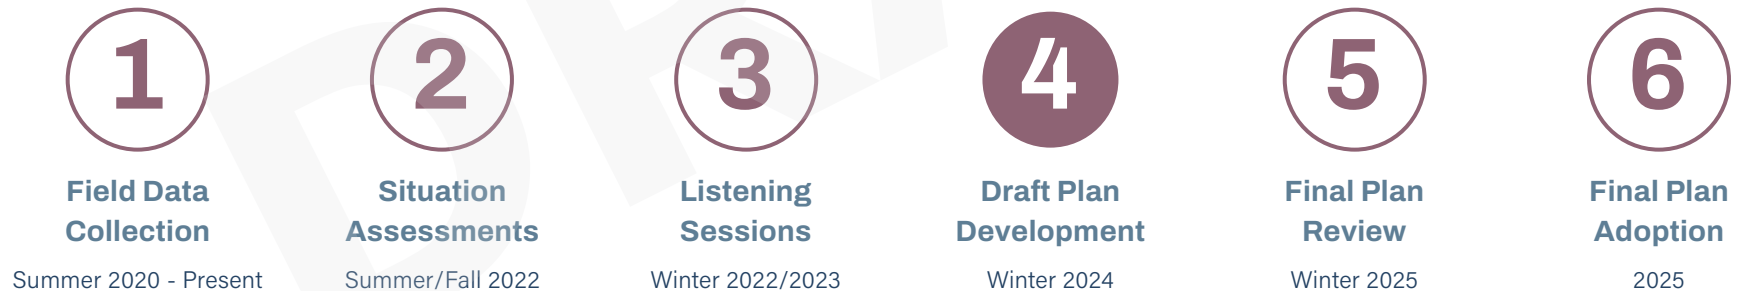 1
Field Data
Collection
Summer 2020 - Present
2
Situation
Assessments
Summer/Fall 2022
3
Listening
Sessions
Winter 2022/2023
4
Draft Plan
Development
Winter 2024
5
Final Plan
Review
Winter 2025
6
Final Plan
Adoption
2025